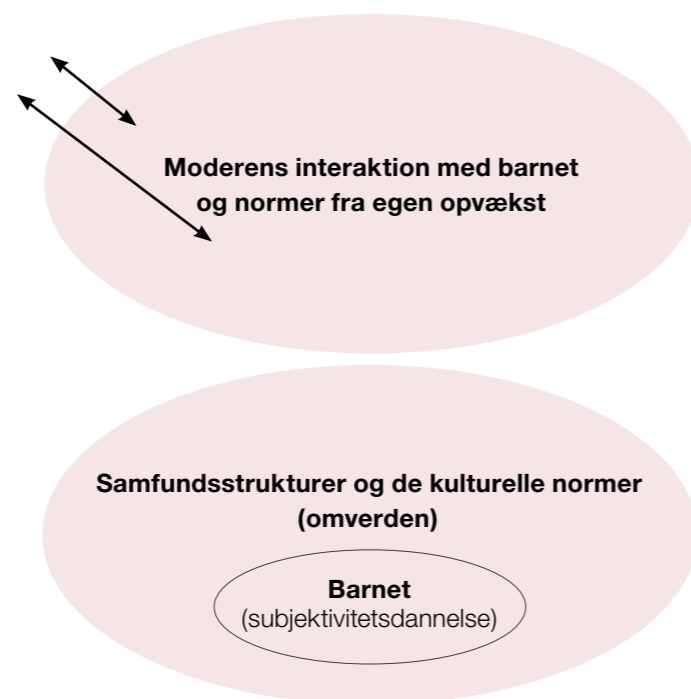 Moderens interaktion med barnet
og normer fra egen opvækst
Samfundsstrukturer og de kulturelle normer
(omverden)
Barnet
(subjektivitetsdannelse)